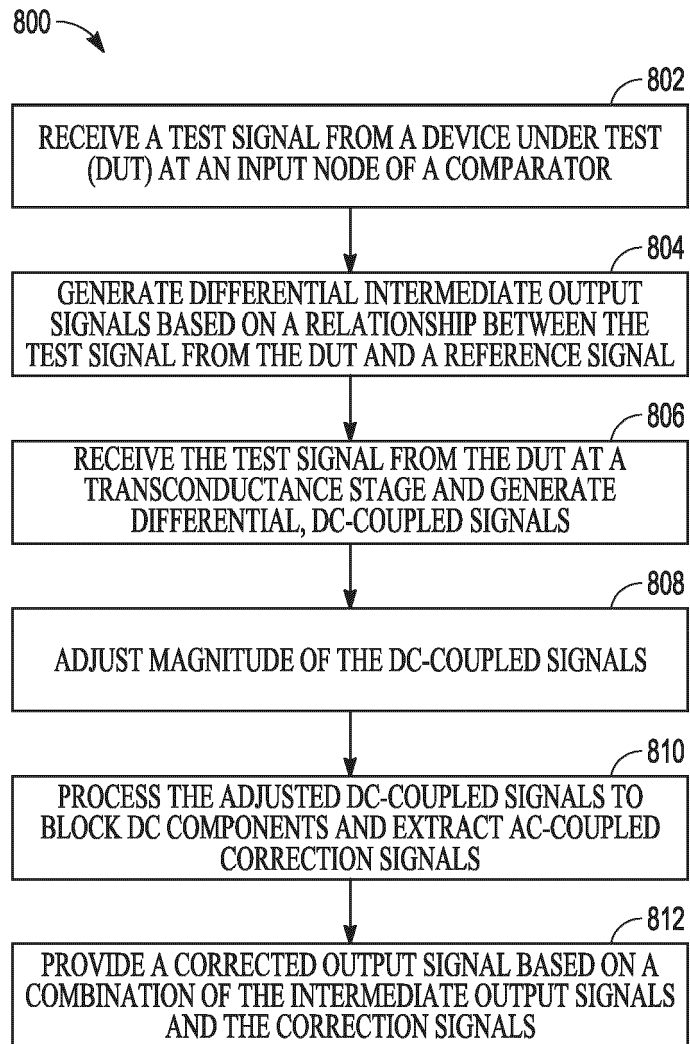 800
802
RECEIVE A TEST SIGNAL FROM A DEVICE UNDER TEST
(DUT) AT AN INPUT NODE OF A COMPARATOR
804
GENERATE DIFFERENTIAL INTERMEDIATE OUTPUT
SIGNALS BASED ON A RELATIONSHIP BETWEEN THE
TEST SIGNAL FROM THE DUT AND A REFERENCE SIGNAL
806
RECEIVE THE TEST SIGNAL FROM THE DUT AT A
TRANSCONDUCTANCE STAGE AND GENERATE
DIFFERENTIAL, DC-COUPLED SIGNALS
808
ADJUST MAGNITUDE OF THE DC-COUPLED SIGNALS
810
PROCESS THE ADJUSTED DC-COUPLED SIGNALS TO
BLOCK DC COMPONENTS AND EXTRACT AC-COUPLED
CORRECTION SIGNALS
812
PROVIDE A CORRECTED OUTPUT SIGNAL BASED ON A
COMBINATION OF THE INTERMEDIATE OUTPUT SIGNALS
AND THE CORRECTION SIGNALS